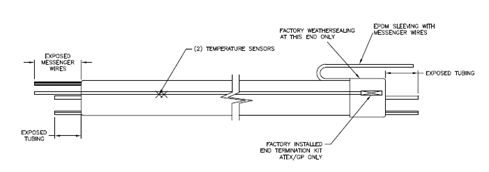 FACTORY WEATHERSEALING
AT THIS END ONLY
EPDM SLEEVING WITH
MESSENGER WIRES
EXPOSED
MESSENGER
WIRES
(2) TEMPERATURE SENSORS
EXPOSED TUBING
EXPOSED
TUBING
FACTORY INSTALLED
END TERMINATION KIT
ATEX/GP ONLY